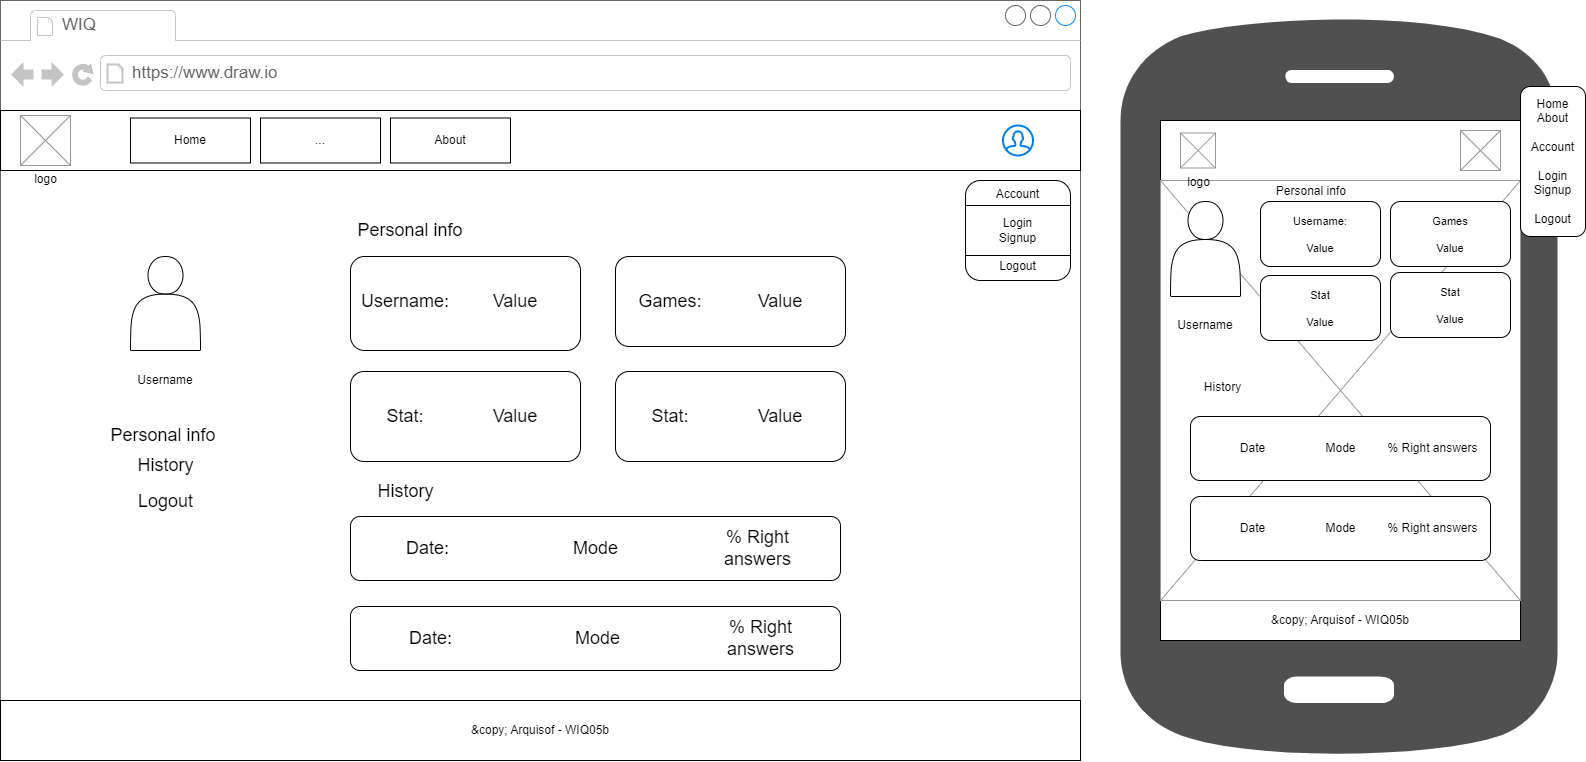 WIQ
https://www.draw.io
Home
...
About
logo
Account
Login
Signup
Logout
Personal info
Username:
Value
Games:
Value
Username
Stat:
Value
Stat:
Value
Personal info
History
Logout
History
Date:
Mode
% Right
answers
Date:
Mode
% Right
answers
&copy; Arquisof - WIQ05b
Home
About
Account
Login
Signup
Logout
logo
Personal info
Username:
Value
Games
Value
Stat
Value
Stat
Value
Username
History
Date
Mode
% Right answers
Date
Mode
% Right answers
&copy; Arquisof - WIQ05b